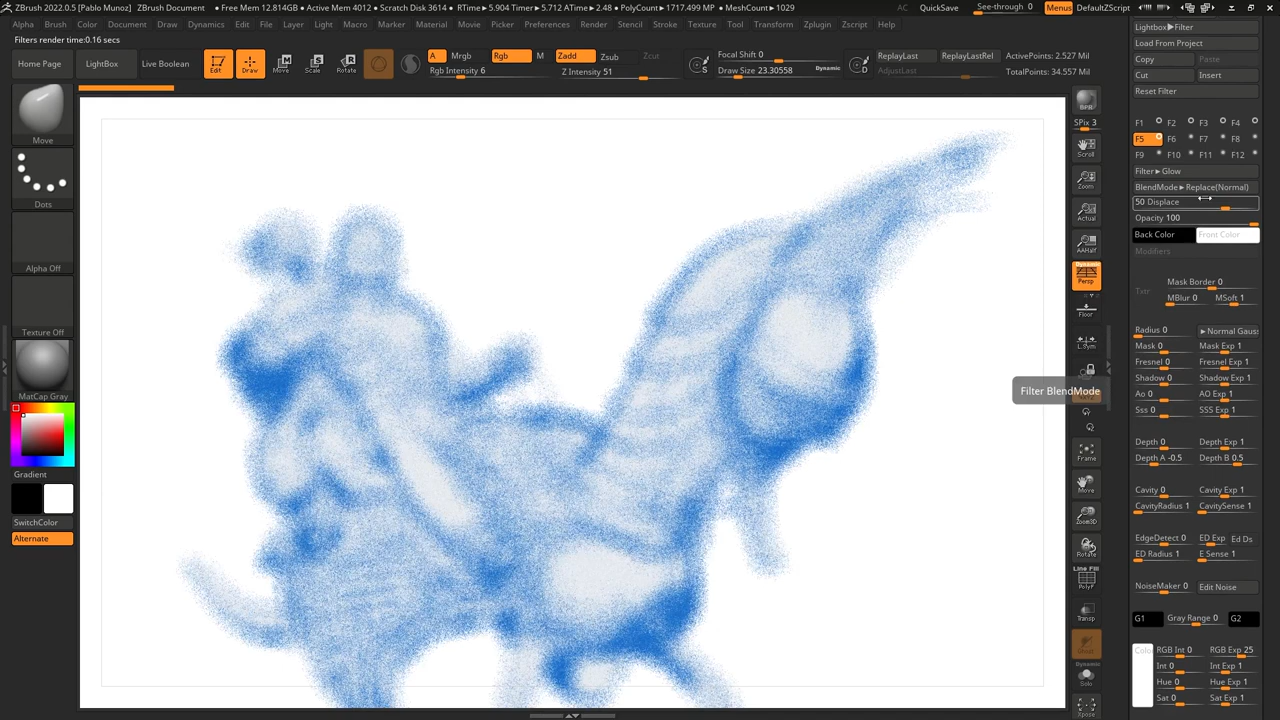 ZBrush 2022.0.5 [Pablo Munoz] ZBrush Document ● Free Mem 12.814GB ● Active Mem 4012 ● Scratch Disk 3614 ● RTime►5.904 Timer►5.712 ATime►2.48 ● PolyCount►1717.499 MP ● MeshCount►1029 AC QuickSave See-through 0 Menus DefaultZScript
Alpha Brush Color Document Draw Dynamics Edit File Layer Light Macro Marker Material Movie Picker Preferences Render Stencil Stroke Texture Tool Transform Zplugin Zscript Help
Filters render time:0.16 secs
Home Page LightBox Live Boolean Edit Draw Move Scale Rotate
A Mrgb Rgb M Zadd Zsub Zcut
Rgb Intensity 6 Z Intensity 51
S Focal Shift 0
Draw Size 23.30558 Dynamic
D ReplayLast ReplayLastRel
AdjustLast
ActivePoints: 2.527 mil
TotalPoints: 34.557 mil
Move
Dots
Alpha Off
Texture Off
MatCap Gray
Gradient
SwitchColor
Alternate
BPR
SPix 3
Scroll
Zoom
Actual
AAHalf
Dynamic
Persp
Floor
L.Sym
Frame
Move
Zoom3D
Rotate
Line Fill
PolyF
Transp
Ghost
Dynamic
Solo
Xpose
Filter BlendMode
Lightbox►Filter
Load From Project
Copy Paste
Cut Insert
Reset Filter
F1 F2 F3 F4
F5 F6 F7 F8
F9 F10 F11 F12
Filter►Glow
BlendMode►Replace(Normal)
50 Displace
Opacity 100
Back Color Front Color
Modifiers
Txtr
Mask Border 0
MBlur 0 MSoft 1
Radius 0 ►Normal Gaus
Mask 0 Mask Exp 1
Fresnel 0 Fresnel Exp 1
Shadow 0 Shadow Exp 1
Ao 0 AO Exp 1
Sss 0 SSS Exp 1
Depth 0 Depth Exp 1
Depth A -0.5 Depth B 0.5
Cavity 0 Cavity Exp 1
CavityRadius 1 CavitySense 1
EdgeDetect 0 ED Exp Ed Ds
ED Radius 1 E Sense 1
NoiseMaker 0 Edit Noise
G1 Gray Range 0 G2
Colo RGB Int 0 RGB Exp 25
Int 0 Int Exp 1
Hue 0 Hue Exp 1
Sat 0 Sat Exp 1